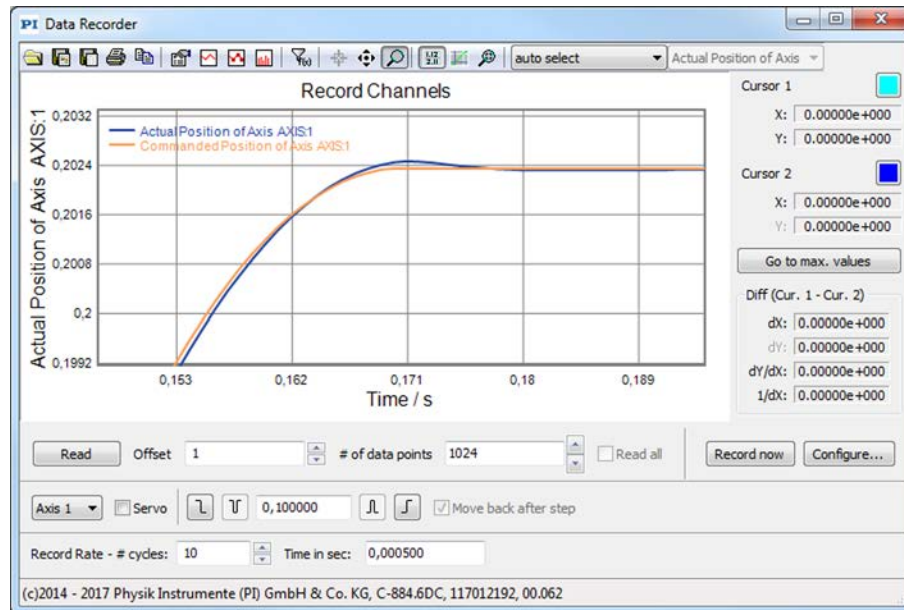 PI Data Recorder
auto select Actual Position of Axis
Record Channels
Actual Position of Axis AXIS:1
0,2032
0,2024
0,2016
0,2008
0,2
0,1992
Actual Position of Axis AXIS:1
Commanded Position of Axis AXIS:1
0,153 0,162 0,171 0,18 0,189
Time / s
Cursor 1
X: 0.00000e+000
Y: 0.00000e+000
Cursor 2
X: 0.00000e+000
Y: 0.00000e+000
Go to max. values
Diff (Cur. 1 - Cur. 2)
dX: 0.00000e+000
dY: 0.00000e+000
dY/dX: 0.00000e+000
1/dX: 0.00000e+000
Read Offset 1 # of data points 1024 Read all Record now Configure...
Axis 1 Servo 0,100000 Move back after step
Record Rate - # cycles: 10 Time in sec: 0,000500
(c)2014 - 2017 Physik Instrumente (PI) GmbH & Co. KG, C-884.6DC, 117012192, 00.062